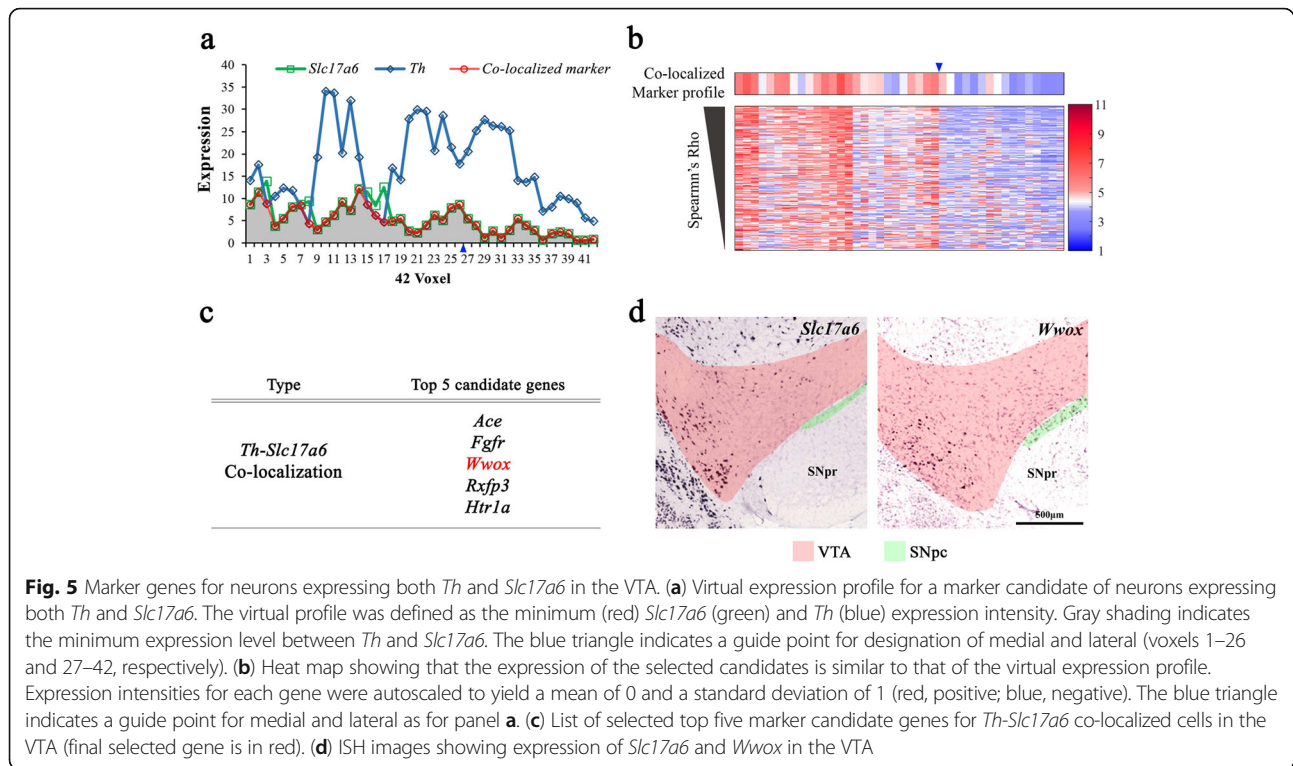 a
Slc17a6 Th Co-localized marker
Expression
40
35
30
25
20
15
10
5
0
1 3 5 7 9 11 13 15 17 19 21 23 25 27 29 31 33 35 37 39 41
42 Voxel
b
Co-localized
Marker profile
Spearmn's Rho
11
9
7
5
3
1
c
Type Top 5 candidate genes
Th-Slc17a6
Co-localization
Ace
Fgfr
Wwox
Rxfp3
Htr1a
d
Slc17a6 Wwox
SNpr SNpr
500μm
VTA SNpc
Fig. 5 Marker genes for neurons expressing both Th and Slc17a6 in the VTA. (a) Virtual expression profile for a marker candidate of neurons expressing
both Th and Slc17a6. The virtual profile was defined as the minimum (red) Slc17a6 (green) and Th (blue) expression intensity. Gray shading indicates
the minimum expression level between Th and Slc17a6. The blue triangle indicates a guide point for designation of medial and lateral (voxels 1–26
and 27–42, respectively). (b) Heat map showing that the expression of the selected candidates is similar to that of the virtual expression profile.
Expression intensities for each gene were autoscaled to yield a mean of 0 and a standard deviation of 1 (red, positive; blue, negative). The blue triangle
indicates a guide point for medial and lateral as for panel a. (c) List of selected top five marker candidate genes for Th-Slc17a6 co-localized cells in the
VTA (final selected gene is in red). (d) ISH images showing expression of Slc17a6 and Wwox in the VTA